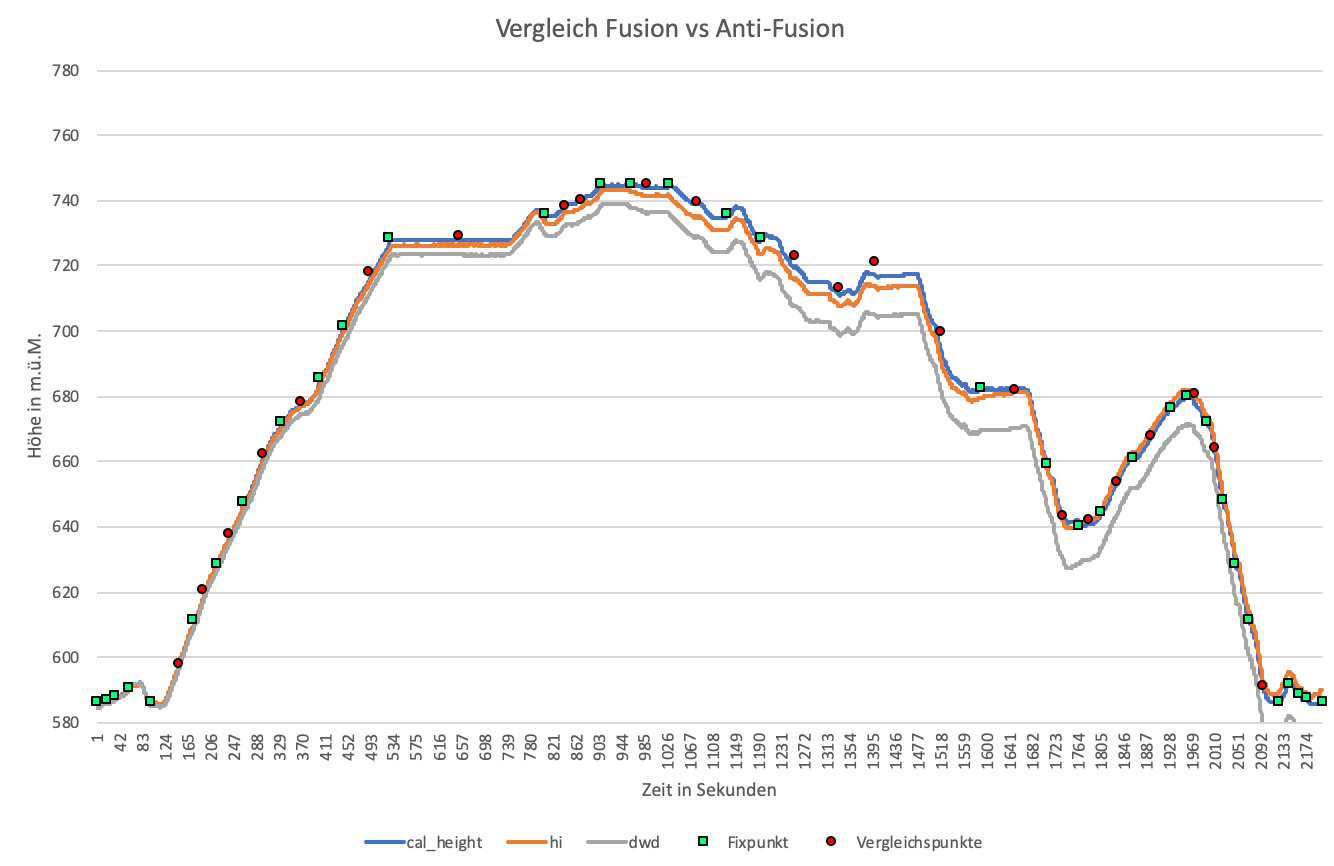 Vergleich Fusion vs Anti-Fusion
780
760
740
720
700
680
660
640
620
600
580
Höhe in m.ü.M.
1 42 83 124 165 206 247 288 329 370 411 452 493 534 575 616 657 698 739 780 821 862 903 944 985 1026 1067 1108 1149 1190 1231 1272 1313 1354 1395 1436 1477 1518 1559 1600 1641 1682 1723 1764 1805 1846 1887 1928 1969 2010 2051 2092 2133 2174
Zeit in Sekunden
cal_height hi dwd Fixpunkt Vergleichspunkte